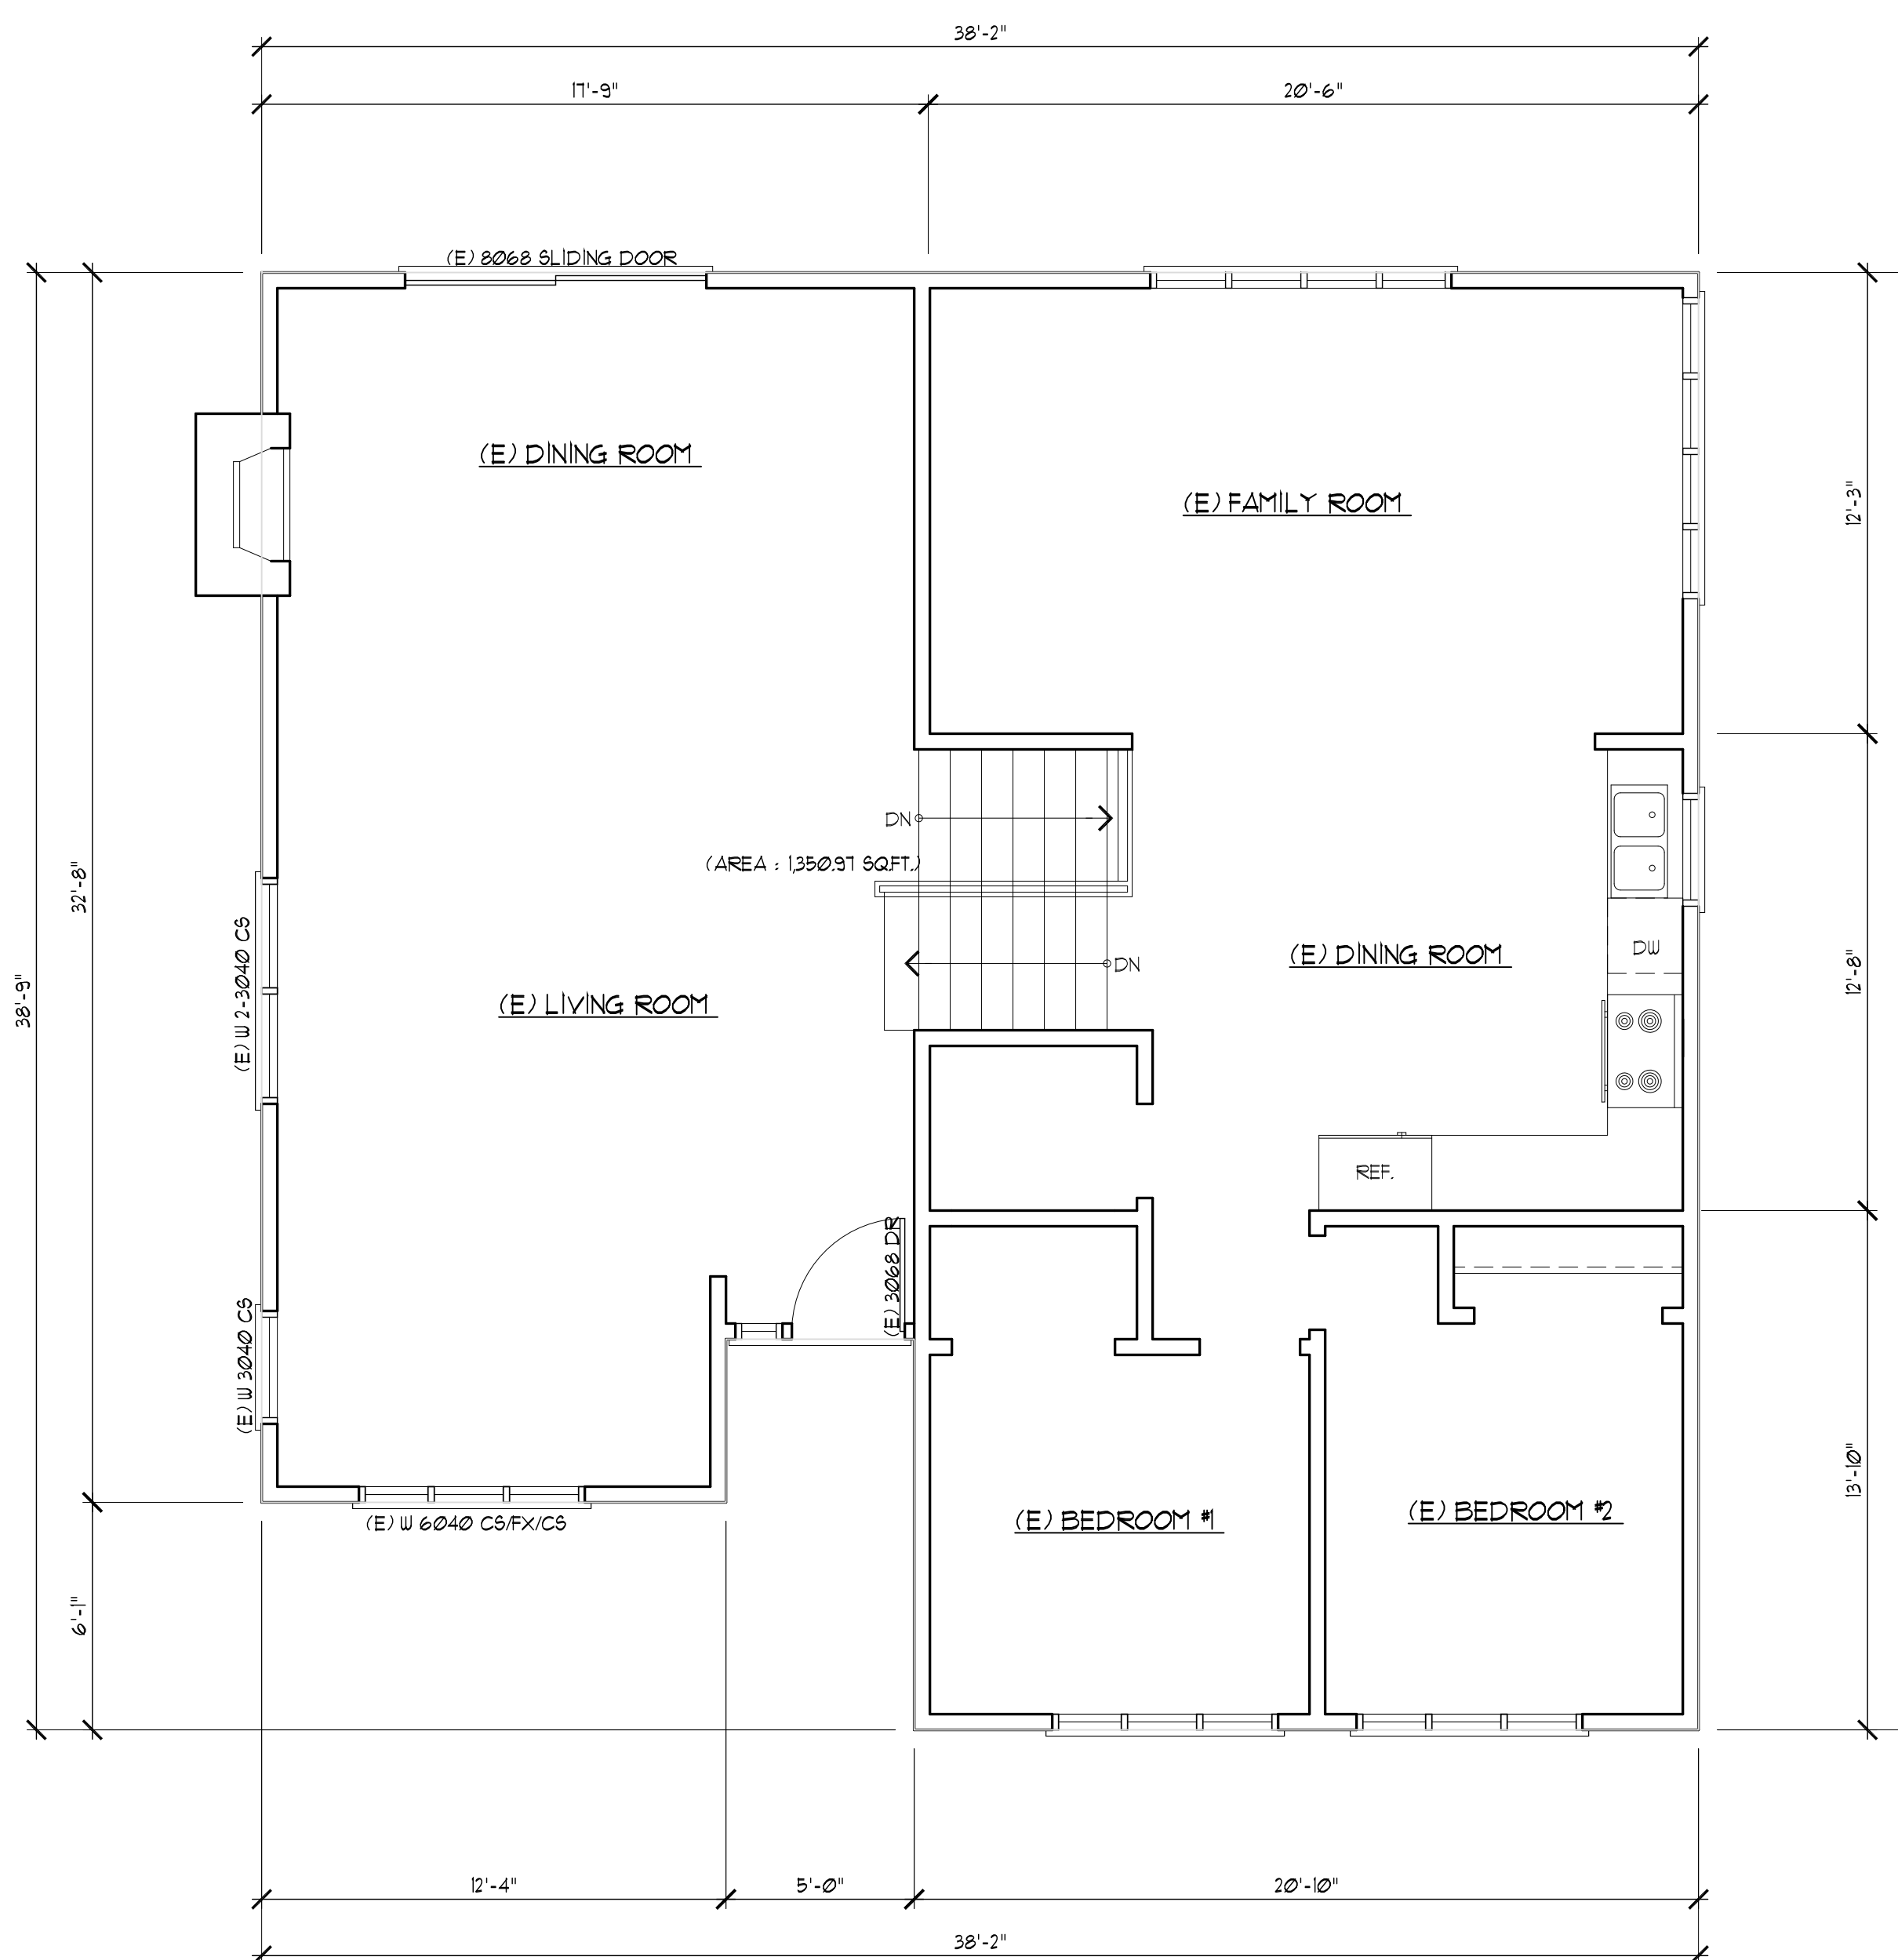 38'-2"
17'-9"
20'-6"
(E) 8068 SLIDING DOOR
(E) DINING ROOM
(E) FAMILY ROOM
12'-3"
DN
(AREA : 1,350.97 SQ.FT.)
32'-8"
38'-9"
(E) W 2-3040 CS
(E) DINING ROOM
DW
12'-8"
DN
(E) LIVING ROOM
REF.
(E) 3068 DR
(E) W 3040 CS
13'-10"
(E) W 6040 CS/FX/CS
(E) BEDROOM #1
(E) BEDROOM #2
6'-1"
12'-4"
5'-0"
20'-10"
38'-2"